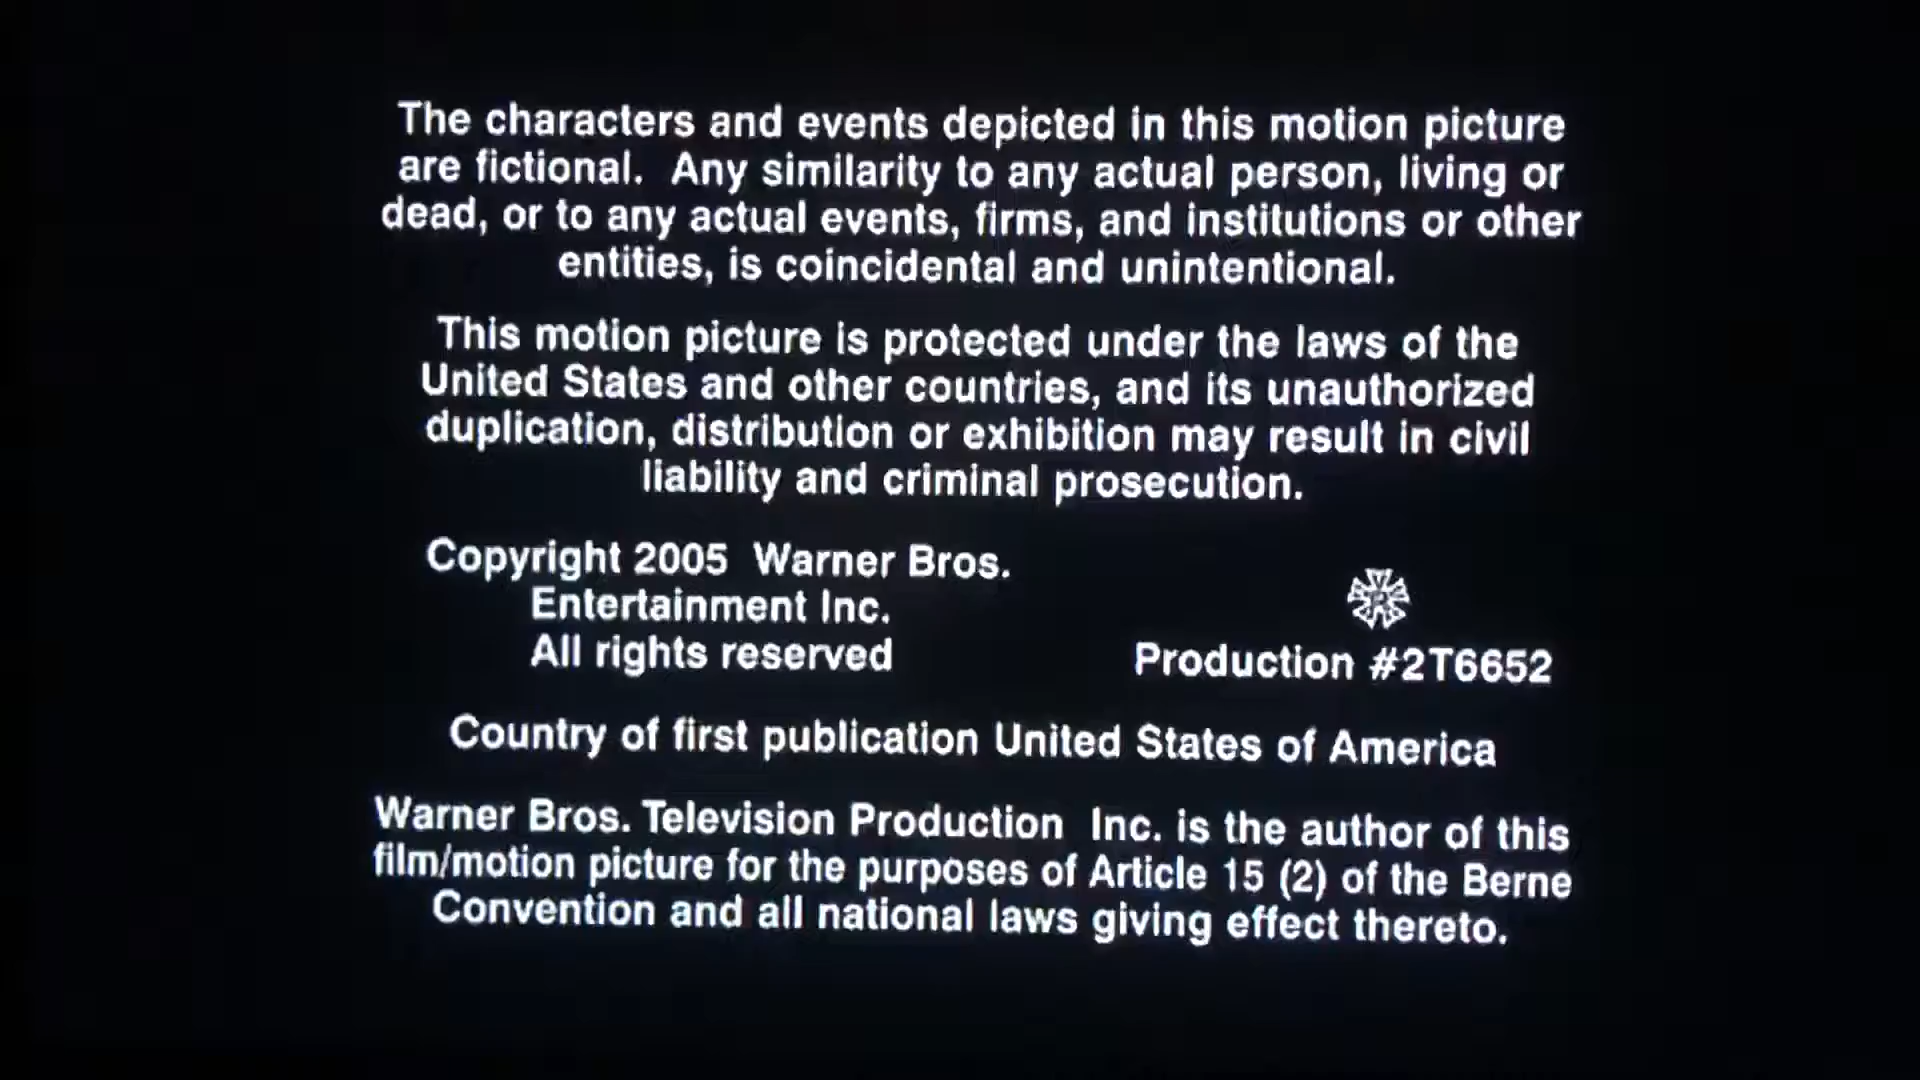 The characters and events depicted in this motion picture
are fictional.  Any similarity to any actual person, living or
dead, or to any actual events, firms, and institutions or other
entities, is coincidental and unintentional.
This motion picture is protected under the laws of the
United States and other countries, and its unauthorized
duplication, distribution or exhibition may result in civil
liability and criminal prosecution.
Copyright 2005  Warner Bros.
Entertainment Inc.
All rights reserved
Production #2T6652
Country of first publication United States of America
Warner Bros. Television Production  Inc. is the author of this
film/motion picture for the purposes of Article 15 (2) of the Berne
Convention and all national laws giving effect thereto.